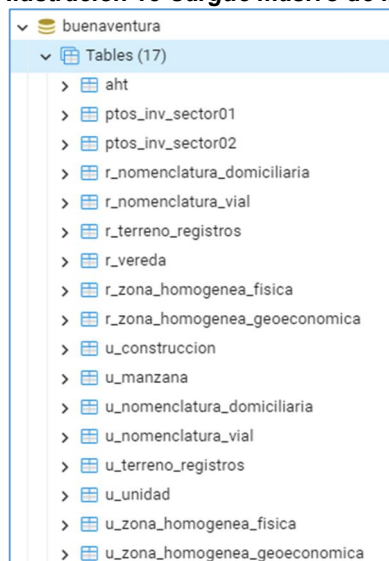 buenaventura
Tables (17)
aht
ptos_inv_sector01
ptos_inv_sector02
r_nomenclatura_domiciliaria
r_nomenclatura_vial
r_terreno_registros
r_vereda
r_zona_homogenea_fisica
r_zona_homogenea_geoeconomica
u_construccion
u_manzana
u_nomenclatura_domiciliaria
u_nomenclatura_vial
u_terreno_registros
u_unidad
u_zona_homogenea_fisica
u_zona_homogenea_geoeconomica